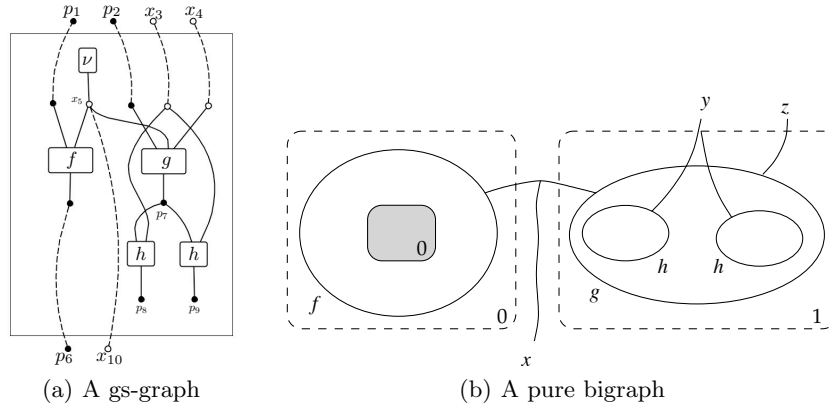 p₁ p₂ x₃ x₄
ν
x₅
f g
p₇
h h
p₈ p₉
p₆ x₁₀
(a) A gs-graph
y z
0
h h
f g
0 1
x
(b) A pure bigraph